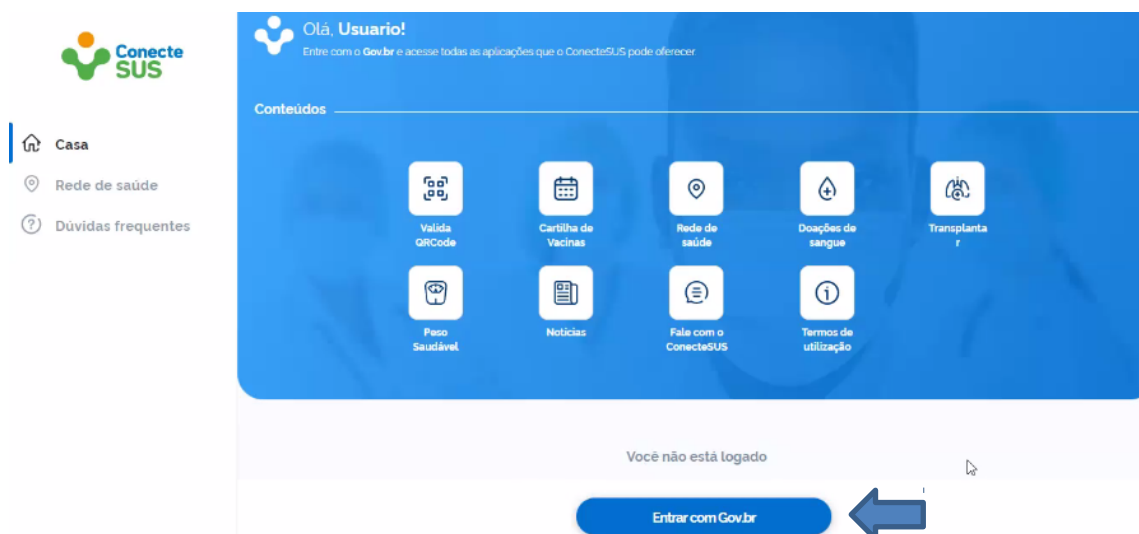 Conecte
SUS
Olá, Usuario!
Entre com o Gov.br e acesse todas as aplicações que o ConecteSUS pode oferecer
Conteúdos
Casa
Rede de saúde
Dúvidas frequentes
Valida
QRCode
Cartilha de
Vacinas
Rede de
saúde
Doações de
sangue
Transplanta
r
Peso
Saudável
Notícias
Fale com o
ConecteSUS
Termos de
utilização
Você não está logado
Entrar com Gov.br